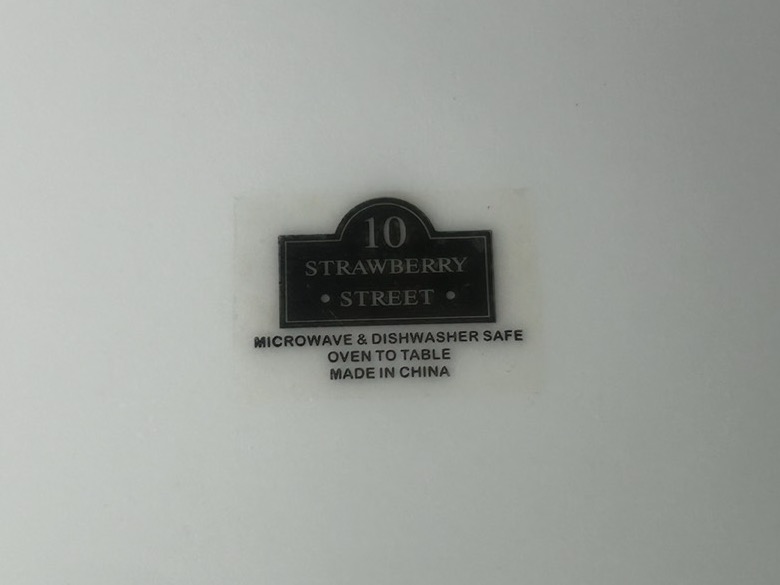 10
STRAWBERRY
• STREET •
MICROWAVE & DISHWASHER SAFE
OVEN TO TABLE
MADE IN CHINA